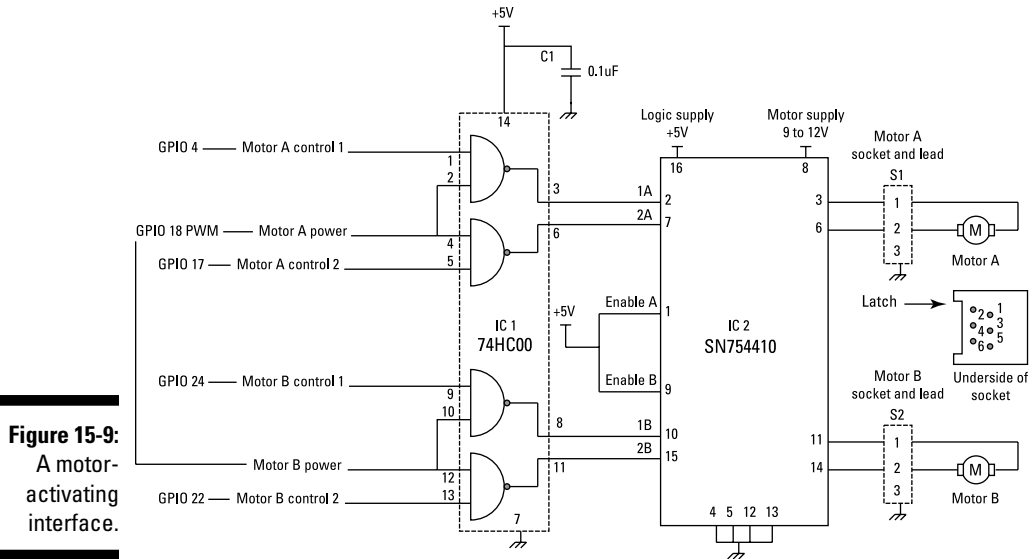 +5V
C1
0.1uF
14
Logic supply
+5V
Motor supply
9 to 12V
Motor A
socket and lead
S1
GPIO 4 — Motor A control 1
1
2
3
16
8
1A
2
3
1
2A
7
6
2
M
GPIO 18 PWM — Motor A power
4
6
3
Motor A
GPIO 17 — Motor A control 2
5
Latch
2 1
4 3
6 5
Underside of
socket
Enable A
1
+5V
IC 1
74HC00
IC 2
SN754410
Enable B
9
GPIO 24 — Motor B control 1
9
10
8
Motor B
socket and lead
S2
1B
10
11
1
2B
15
14
2
M
Motor B power
12
11
3
Motor B
GPIO 22 — Motor B control 2
13
7
4 5 12 13
Figure 15-9:
A motor-
activating
interface.